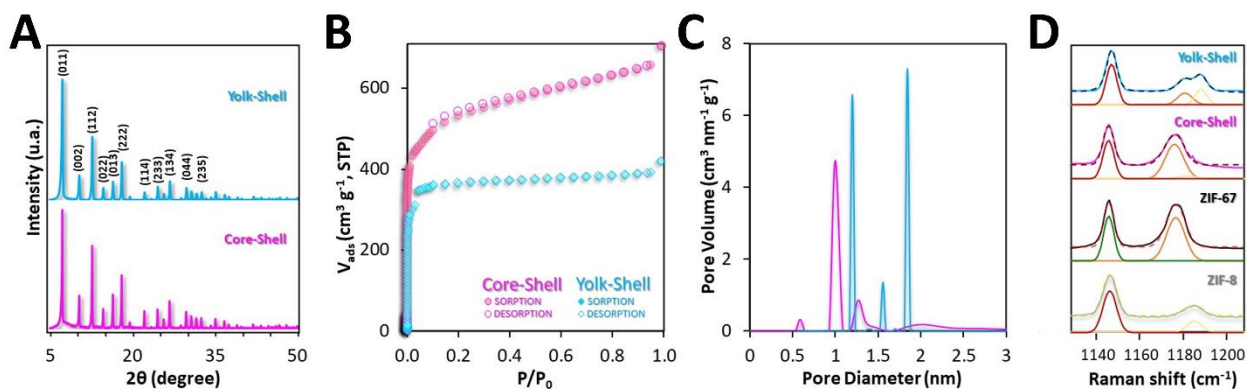 A
Intensity (u.a.)
Yolk-Shell
(011)
(002)
(112)
(022)
(013)
(222)
(114)
(233)
(134)
(044)
(235)
Core-Shell
5
20
35
50
2θ (degree)
B
V_ads (cm³ g⁻¹, STP)
600
400
200
0
Core-Shell
SORPTION
DESORPTION
Yolk-Shell
SORPTION
DESORPTION
0.0
0.2
0.4
0.6
0.8
1.0
P/P₀
C
Pore Volume (cm³ nm⁻¹ g⁻¹)
8
6
4
2
0
0
0.5
1
1.5
2
2.5
3
Pore Diameter (nm)
D
Yolk-Shell
Core-Shell
ZIF-67
ZIF-8
1140
1160
1180
1200
Raman shift (cm⁻¹)